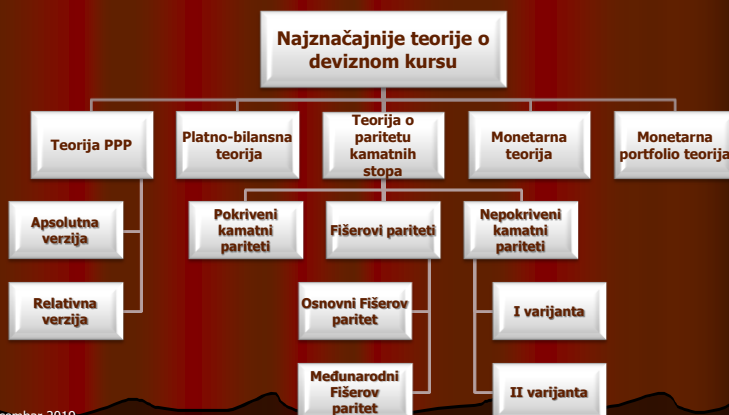 Najznačajnije teorije o
deviznom kursu
Teorija PPP
Platno-bilansna
teorija
Teorija o
paritetu
kamatnih
stopa
Monetarna
teorija
Monetarna
portfolio teorija
Apsolutna
verzija
Pokriveni
kamatni
pariteti
Fišerovi pariteti
Nepokriveni
kamatni
pariteti
Relativna
verzija
Osnovni Fišerov
paritet
I varijanta
Međunarodni
Fišerov
paritet
II varijanta
2010